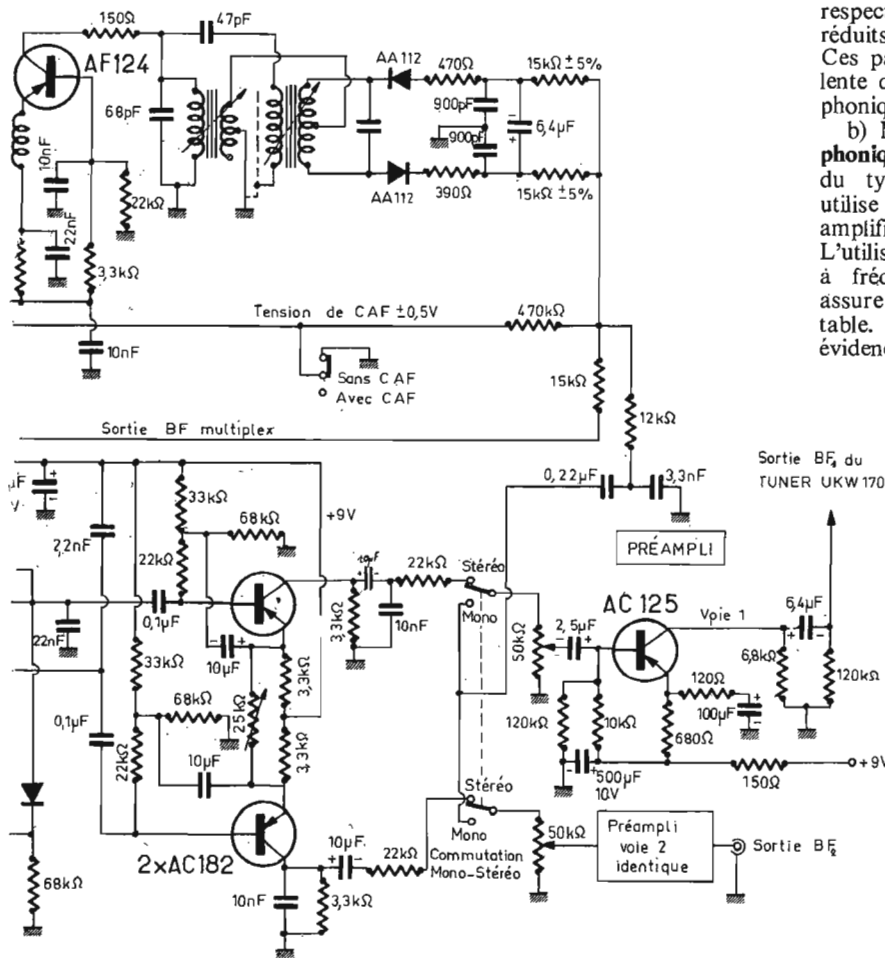 respec
réduits
Ces pa
lente d
phoniq
b) 
phoniqu
du ty
utilise
amplifi
L'utilis
à fréc
assure
table.
évidenc
150Ω
47pF
AF124
68pF
10nF
22nF
22kΩ
3,3kΩ
10nF
AA112
470Ω
15kΩ ±5%
900pF
900pF
6,4µF
AA112
390Ω
15kΩ ±5%
Tension de CAF ±0,5V
470kΩ
Sans CAF
Avec CAF
15kΩ
12kΩ
Sortie BF multiplex
0,22µF
3,3nF
Sortie BF₁ du
TUNER UKW 170
µF
33kΩ
68kΩ
+9V
2,2nF
22kΩ
10µF
22kΩ
Stéréo
Mono
PRÉAMPLI
AC 125
Voie 1
6,4µF
0,1µF
22nF
3,3kΩ
10nF
50kΩ
2,5µF
10µF
33kΩ
3,3kΩ
25kΩ
68kΩ
3,3kΩ
6,8kΩ
120kΩ
120Ω
100µF
120kΩ
10kΩ
680Ω
500µF
10V
150Ω
+9V
0,1µF
22kΩ
10µF
Stéréo
Mono
Commutation
Mono-Stéréo
50kΩ
Préampli
voie 2
identique
Sortie BF₂
2xAC182
10µF
22kΩ
68kΩ
10nF
3,3kΩ